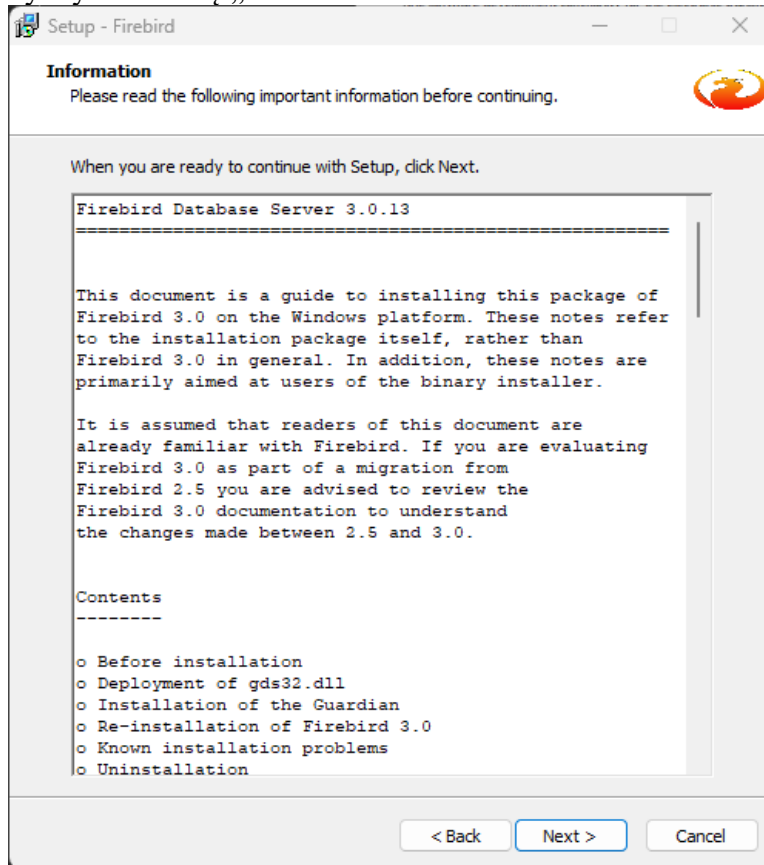 Setup - Firebird
Information
Please read the following important information before continuing.
When you are ready to continue with Setup, click Next.
Firebird Database Server 3.0.13
=======================================================
This document is a guide to installing this package of
Firebird 3.0 on the Windows platform. These notes refer
to the installation package itself, rather than
Firebird 3.0 in general. In addition, these notes are
primarily aimed at users of the binary installer.
It is assumed that readers of this document are
already familiar with Firebird. If you are evaluating
Firebird 3.0 as part of a migration from
Firebird 2.5 you are advised to review the
Firebird 3.0 documentation to understand
the changes made between 2.5 and 3.0.
Contents
--------
o Before installation
o Deployment of gds32.dll
o Installation of the Guardian
o Re-installation of Firebird 3.0
o Known installation problems
o Uninstallation
< Back
Next >
Cancel